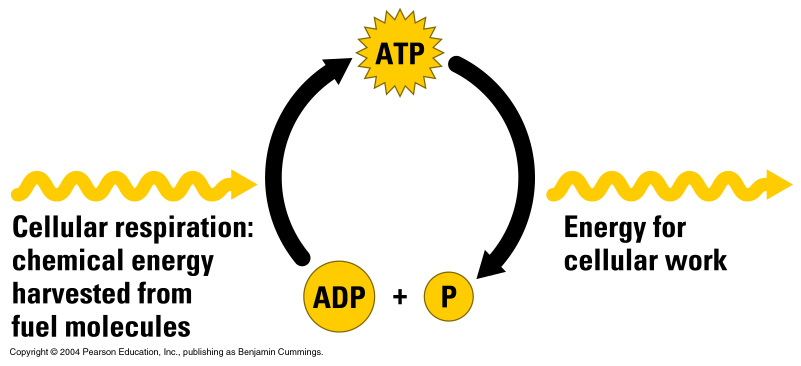 ATP
Cellular respiration:
chemical energy
harvested from
fuel molecules
Energy for
cellular work
ADP + P
Copyright © 2004 Pearson Education, Inc., publishing as Benjamin Cummings.